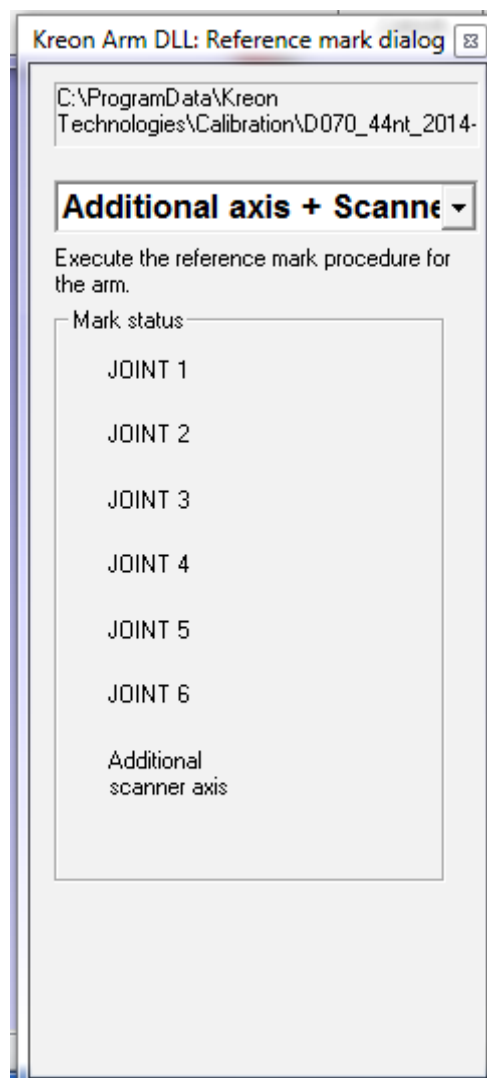 Kreon Arm DLL: Reference mark dialog
C:\ProgramData\Kreon
Technologies\Calibration\D070_44nt_2014-
Additional axis + Scanne
Execute the reference mark procedure for
the arm.
Mark status
JOINT 1
JOINT 2
JOINT 3
JOINT 4
JOINT 5
JOINT 6
Additional
scanner axis